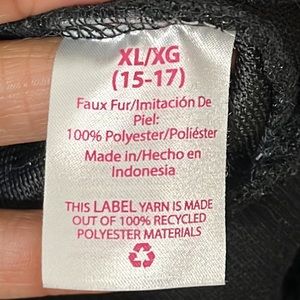 XL/XG
(15-17)
Faux Fur/Imitación De
Piel:
100% Polyester/Poliéster
Made in/Hecho en
Indonesia
THIS LABEL YARN IS MADE
OUT OF 100% RECYCLED
POLYESTER MATERIALS